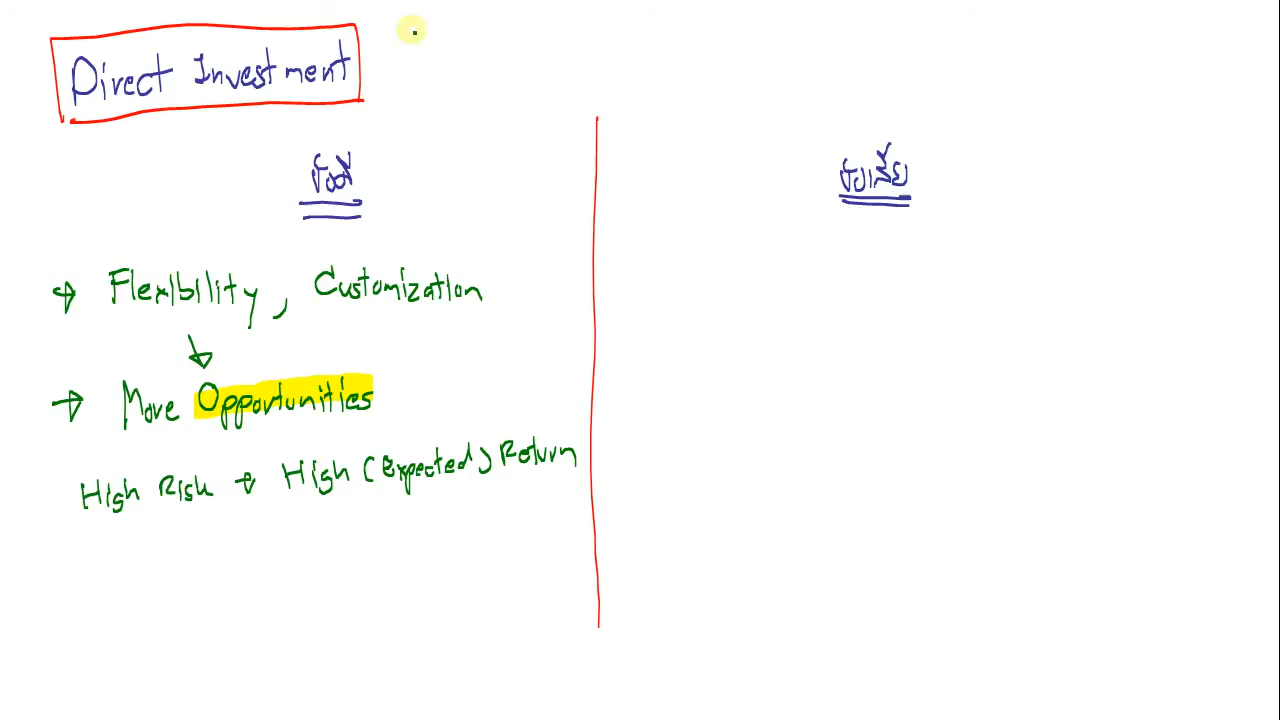 Direct Investment
ข้อดี
ข้อเสีย
→ Flexibility, Customization
↓
→ More Opportunities
High Risk → High (Expected) Return